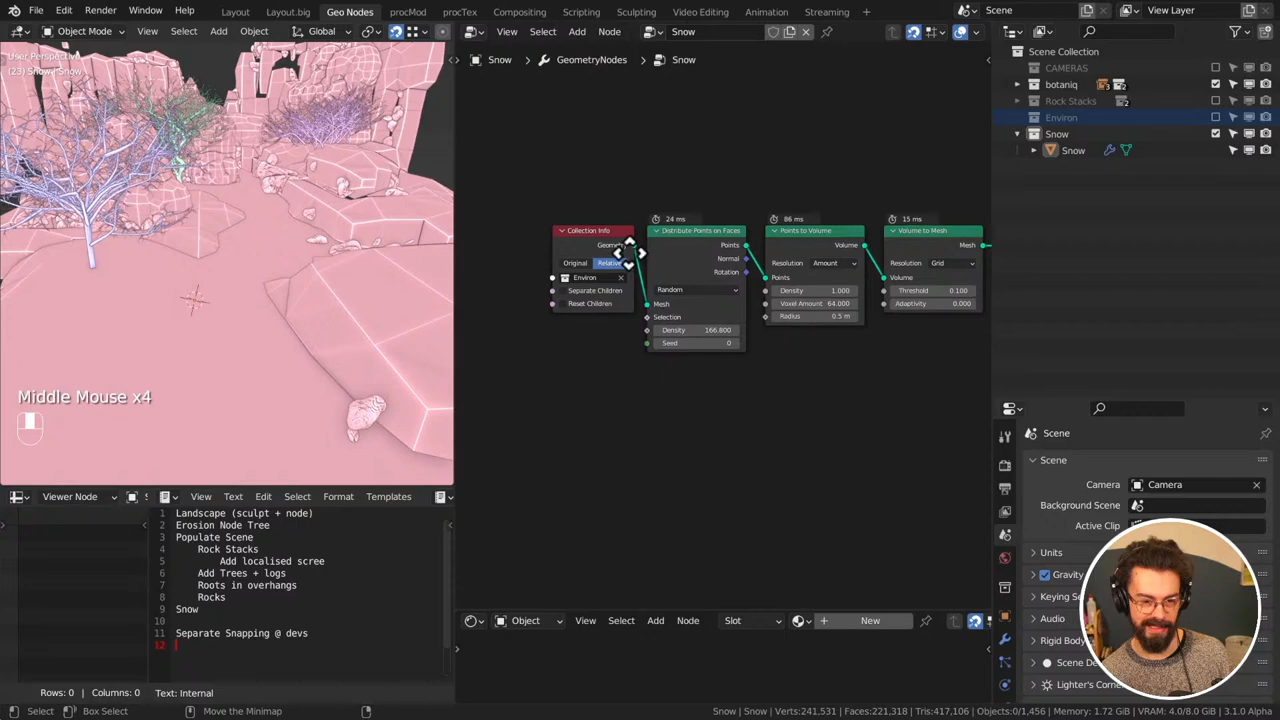 File Edit Render Window Help Layout Layout.big Geo Nodes procMod procTex Compositing Scripting Sculpting Video Editing Animation Streaming Scene View Layer
Object Mode View Select Add Object Global View Select Add Node Snow
User Perspective
(23) Snow | Snow
Snow GeometryNodes Snow
Scene Collection
CAMERAS
botaniq 3 2
Rock Stacks 2
Environ
Snow
Snow
24 ms 86 ms 15 ms
Collection Info Distribute Points on Faces Points to Volume Volume to Mesh
Points Volume Mesh
Normal
Original Relative Rotation Resolution Amount Resolution Grid
Environ Points Volume
Separate Children Random Density 1.000 Threshold 0.100
Reset Children Mesh Voxel Amount 64.000 Adaptivity 0.000
Selection Radius 0.5 m
Density 166.800
Seed 0
Middle Mouse x4
Scene
Scene
Camera Camera
Background Scene
Active Clip
Units
Gravity
Audio
Viewer Node View Text Edit Select Format Templates
1 Landscape (sculpt + node)
2 Erosion Node Tree
3 Populate Scene
4 Rock Stacks
5 Add localised scree
6 Add Trees + logs
7 Roots in overhangs
8 Rocks
9 Snow
10
11 Separate Snapping @ devs
12
Object View Select Add Node Slot New
Rows: 0 | Columns: 0 Text: Internal
Select Box Select Move the Minimap Snow | Snow | Verts:241,531 | Faces:221,318 | Tris:417,106 | Objects:0/1,456 | Memory: 1.72 GiB | VRAM: 4.0/8.0 GiB | 3.1.0 Alpha